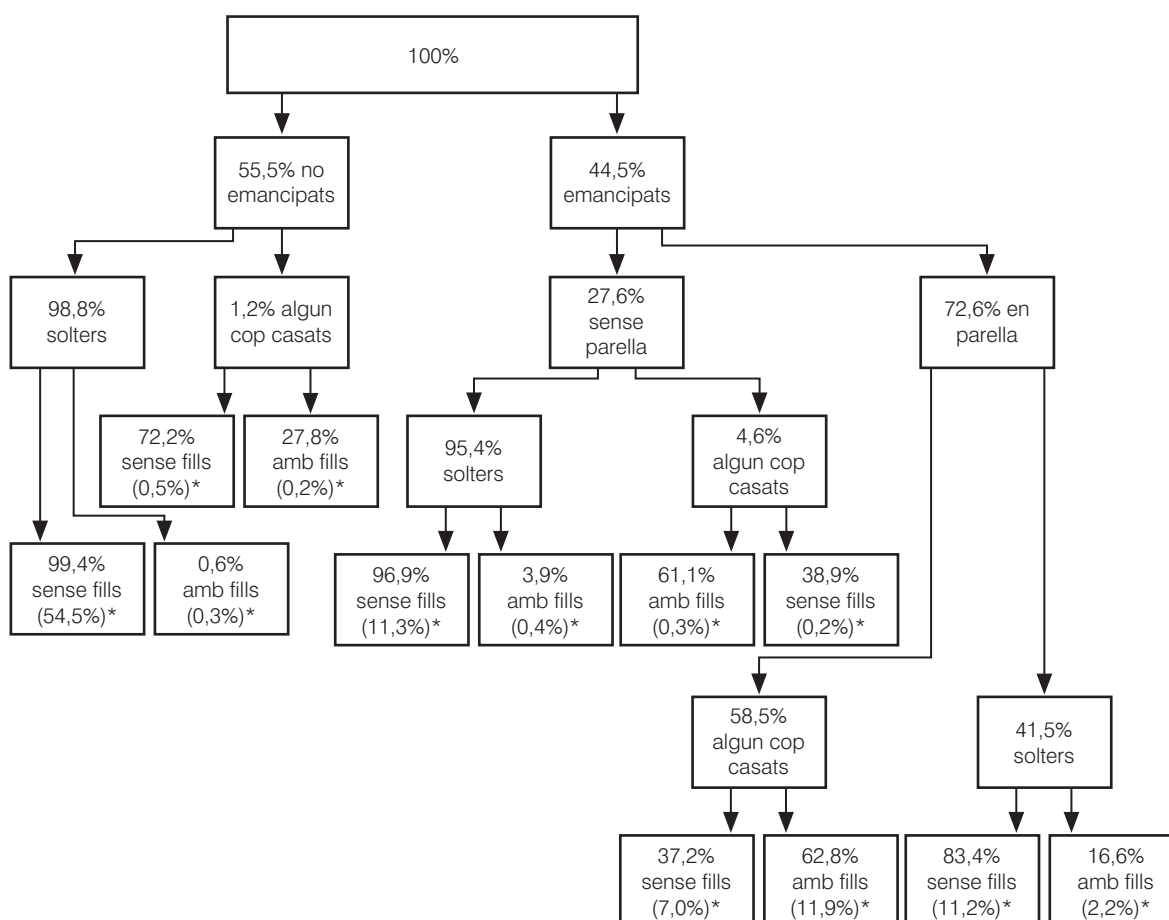 100%
55,5% no
emancipats
44,5%
emancipats
98,8%
solters
1,2% algun
cop casats
27,6%
sense
parella
72,6% en
parella
72,2%
sense fills
(0,5%)*
27,8%
amb fills
(0,2%)*
95,4%
solters
4,6%
algun cop
casats
99,4%
sense fills
(54,5%)*
0,6%
amb fills
(0,3%)*
96,9%
sense fills
(11,3%)*
3,9%
amb fills
(0,4%)*
61,1%
amb fills
(0,3%)*
38,9%
sense fills
(0,2%)*
58,5%
algun cop
casats
41,5%
solters
37,2%
sense fills
(7,0%)*
62,8%
amb fills
(11,9%)*
83,4%
sense fills
(11,2%)*
16,6%
amb fills
(2,2%)*